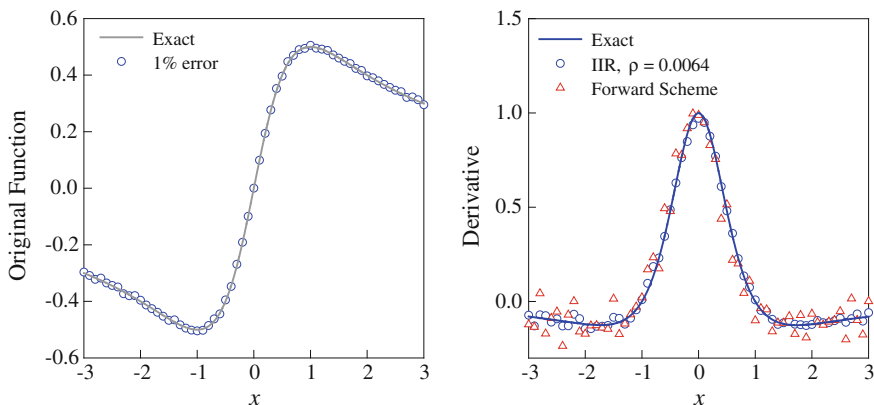 Exact
1% error
Original Function
0.6
0.4
0.2
0.0
-0.2
-0.4
-0.6
-3
-2
-1
0
1
2
3
x
Exact
IIR, ρ = 0.0064
Forward Scheme
Derivative
1.0
0.5
0.0
-3
-2
-1
0
1
2
3
x